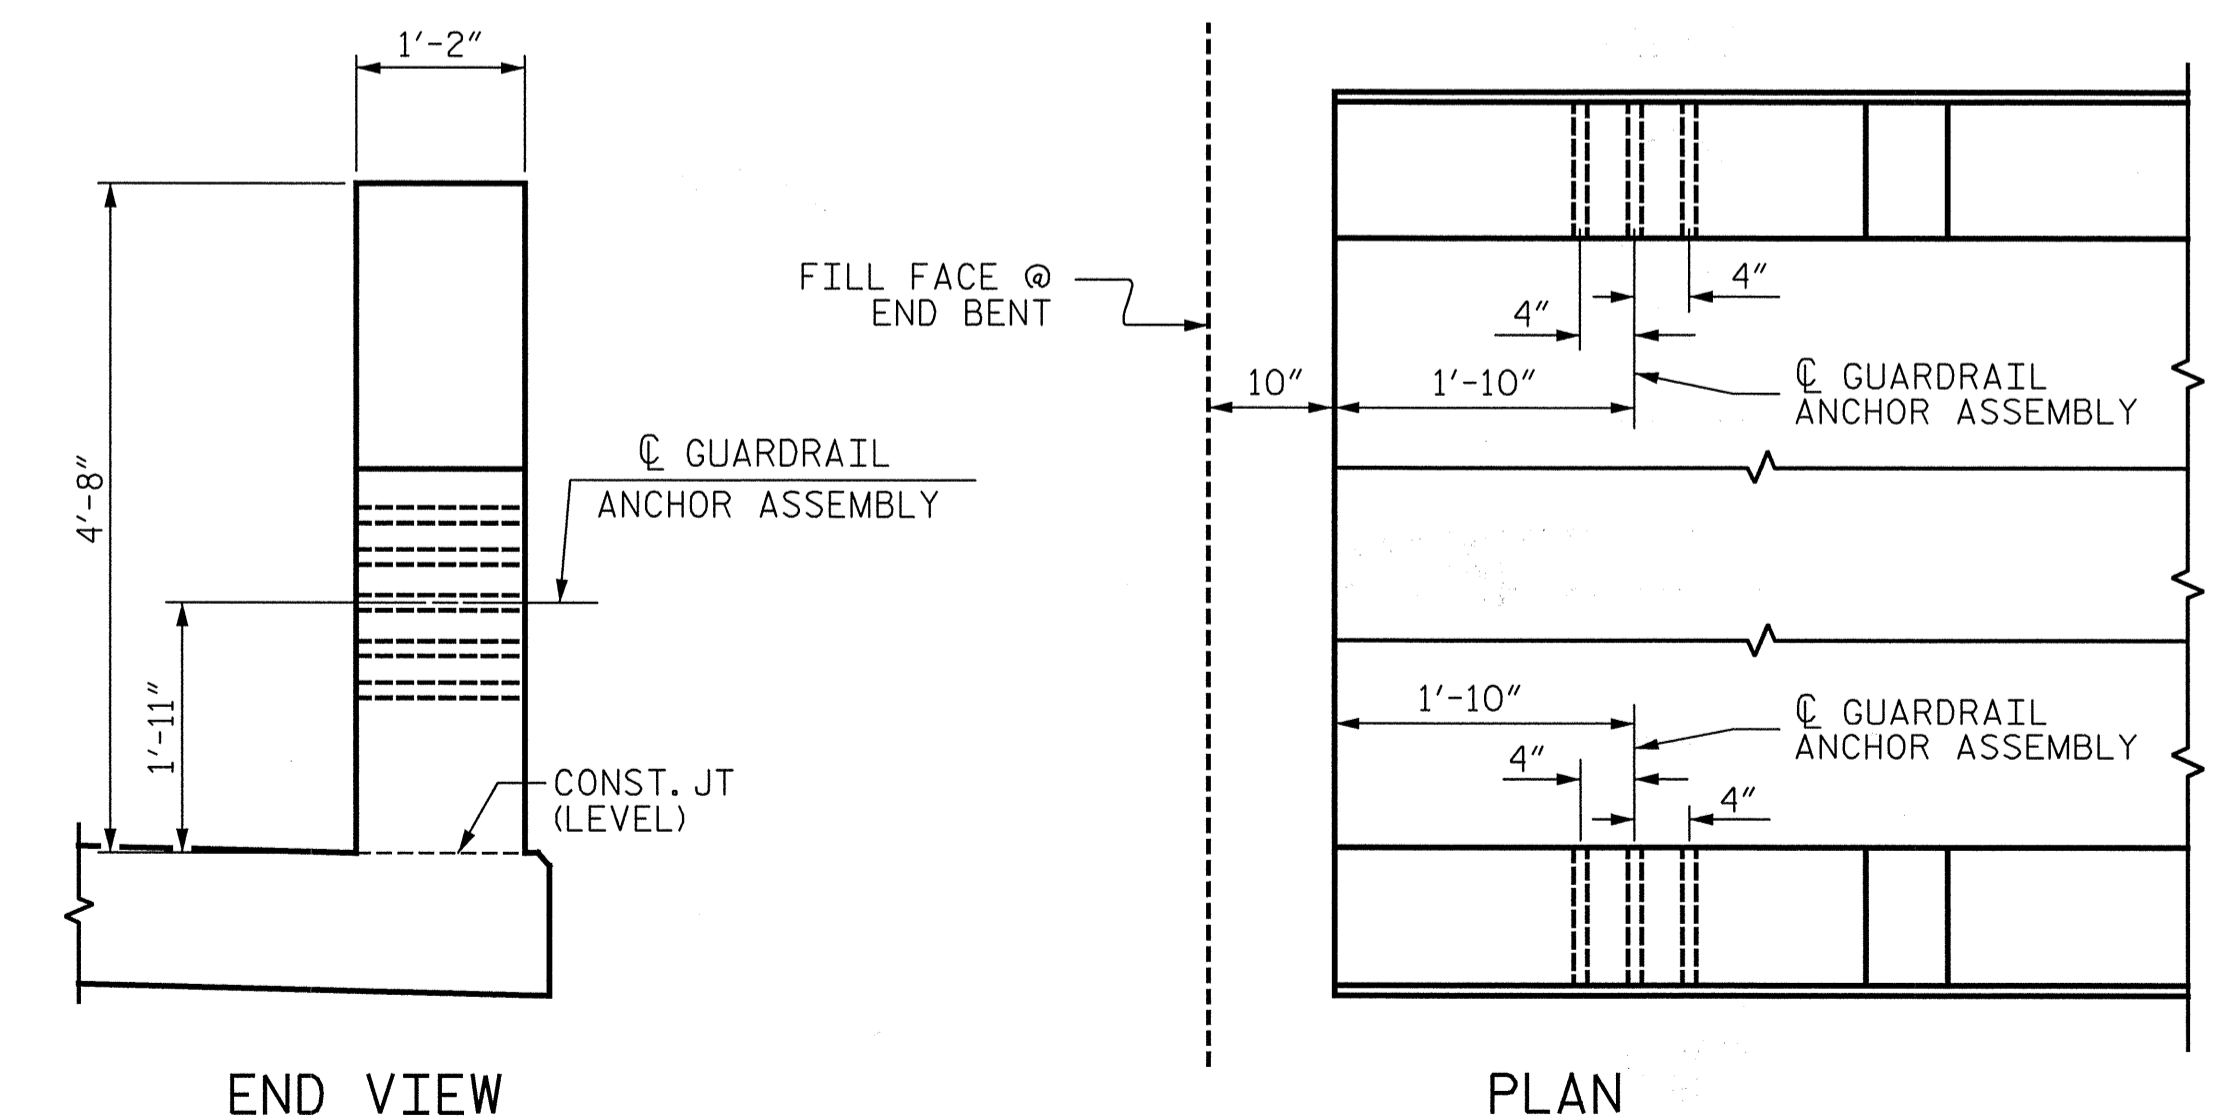 1'-2"
4'-8"
℄ GUARDRAIL
ANCHOR ASSEMBLY
1'-11"
CONST. JT
(LEVEL)
END VIEW
FILL FACE @
END BENT
4"
4"
10"
1'-10"
℄ GUARDRAIL
ANCHOR ASSEMBLY
1'-10"
℄ GUARDRAIL
ANCHOR ASSEMBLY
4"
4"
PLAN